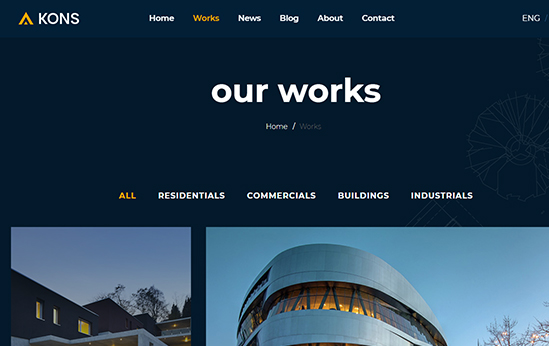 KONS Home Works News Blog About Contact ENG /
our works
Home / Works
ALL RESIDENTIALS COMMERCIALS BUILDINGS INDUSTRIALS